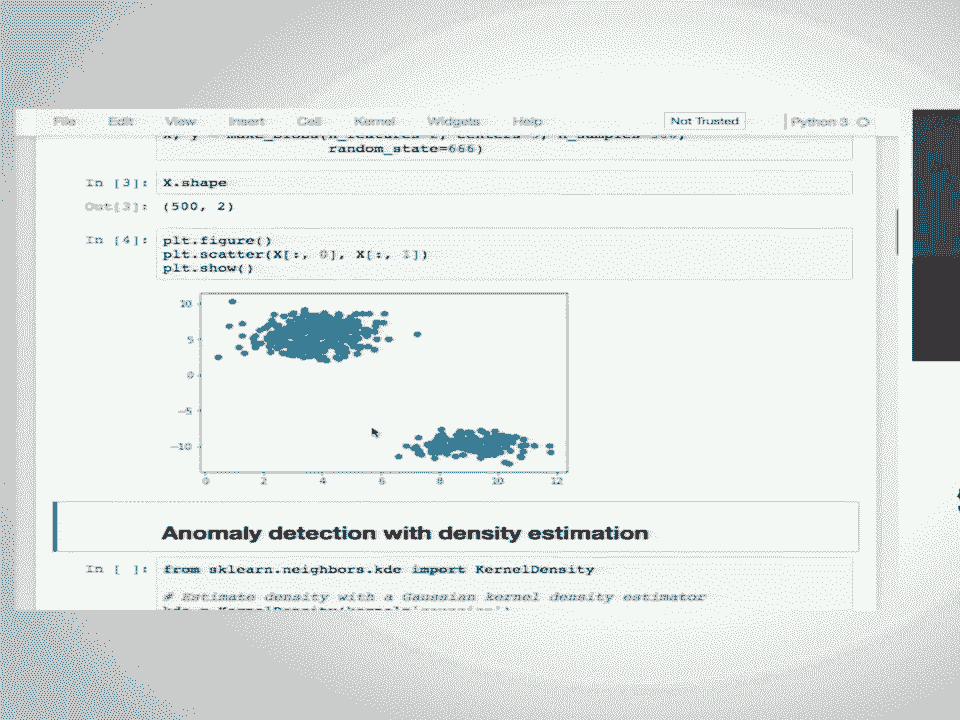 File Edit View Insert Cell Kernel Widgets Help Not Trusted Python 3
random_state=666)
In [3]: X.shape
Out[3]: (500, 2)
In [4]: plt.figure()
plt.scatter(X[:, 0], X[:, 1])
plt.show()
10
5
0
−5
−10
0 2 4 6 8 10 12
Anomaly detection with density estimation
In [ ]: from sklearn.neighbors.kde import KernelDensity
# Estimate density with a Gaussian kernel density estimator